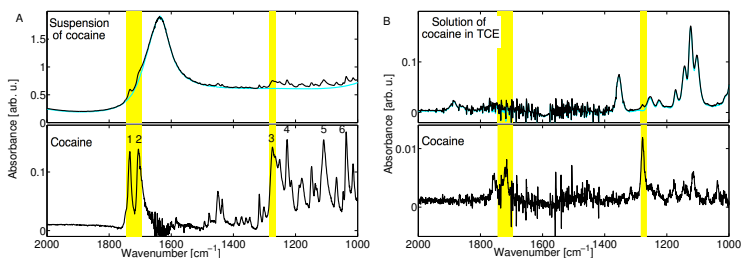 A
Suspension
of cocaine
1.5
1
0.5
0
Absorbance [arb. u.]
Cocaine
1 2 3 4 5 6
0.1
0
2000 1800 1600 1400 1200 1000
Wavenumber [cm⁻¹]
B
Solution of
cocaine in TCE
0.1
0
Absorbance [arb. u.]
Cocaine
0.01
0
2000 1800 1600 1400 1200 1000
Wavenumber [cm⁻¹]